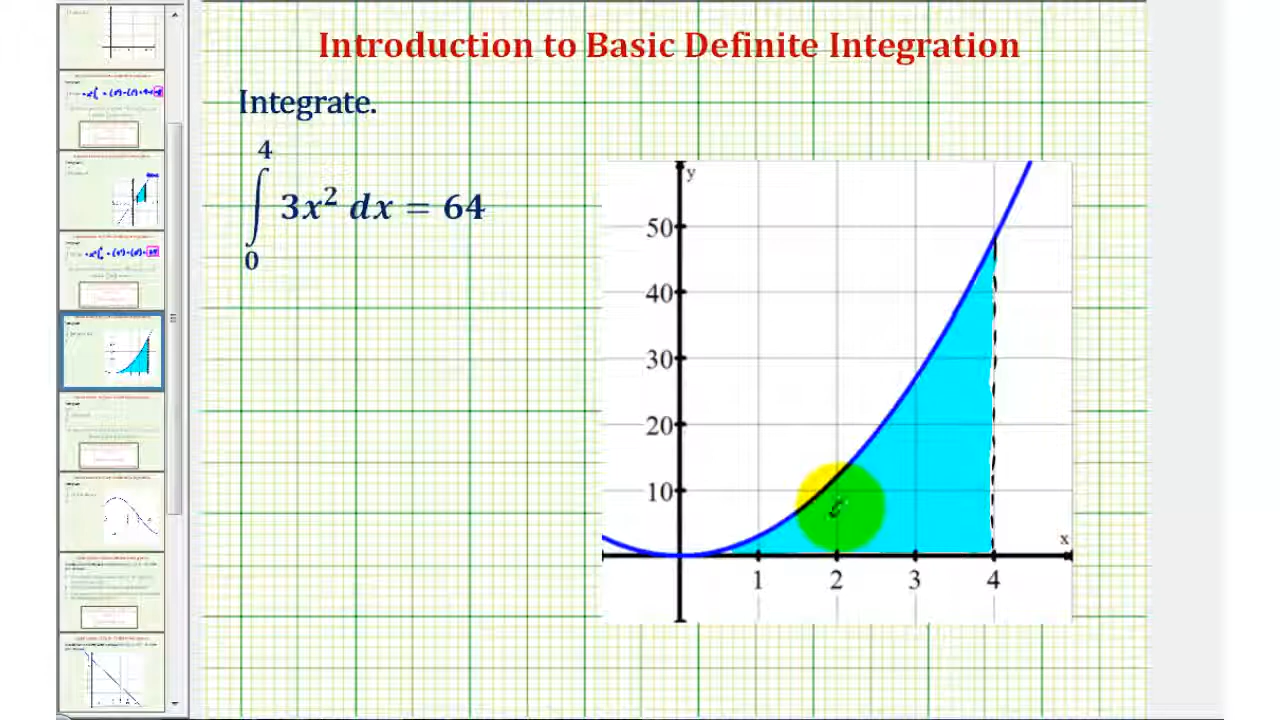 Introduction to Basic Definite Integration
Integrate.
4
∫ 3x² dx = 64
0
y
50
40
30
20
10
x
1 2 3 4